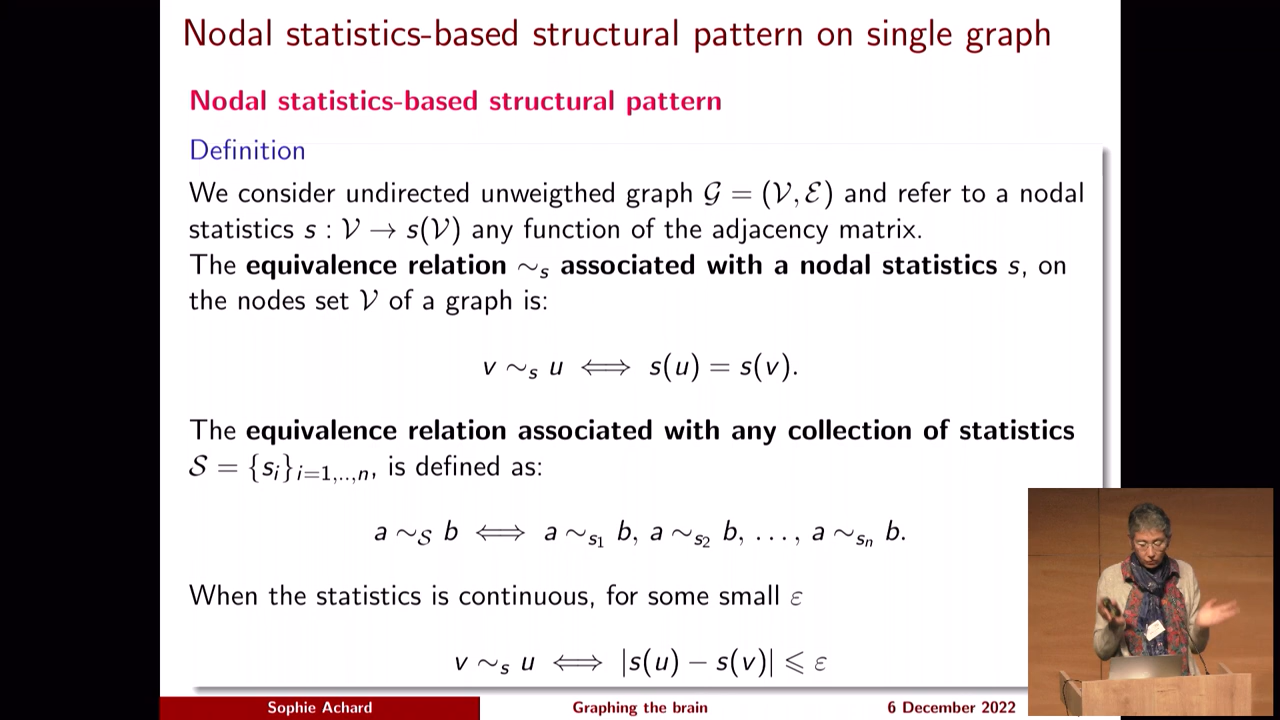 Nodal statistics-based structural pattern on single graph
Nodal statistics-based structural pattern
Definition
We consider undirected unweigthed graph 𝒢 = (𝒱, ℰ) and refer to a nodal
statistics s : 𝒱 → s(𝒱) any function of the adjacency matrix.
The equivalence relation ∼s associated with a nodal statistics s, on
the nodes set 𝒱 of a graph is:
v ∼s u ⟺ s(u) = s(v).
The equivalence relation associated with any collection of statistics
𝒮 = {si}i=1,..,n, is defined as:
a ∼𝒮 b ⟺ a ∼s1 b, a ∼s2 b, . . . , a ∼sn b.
When the statistics is continuous, for some small ε
v ∼s u ⟺ |s(u) − s(v)| ⩽ ε
Sophie Achard Graphing the brain 6 December 2022